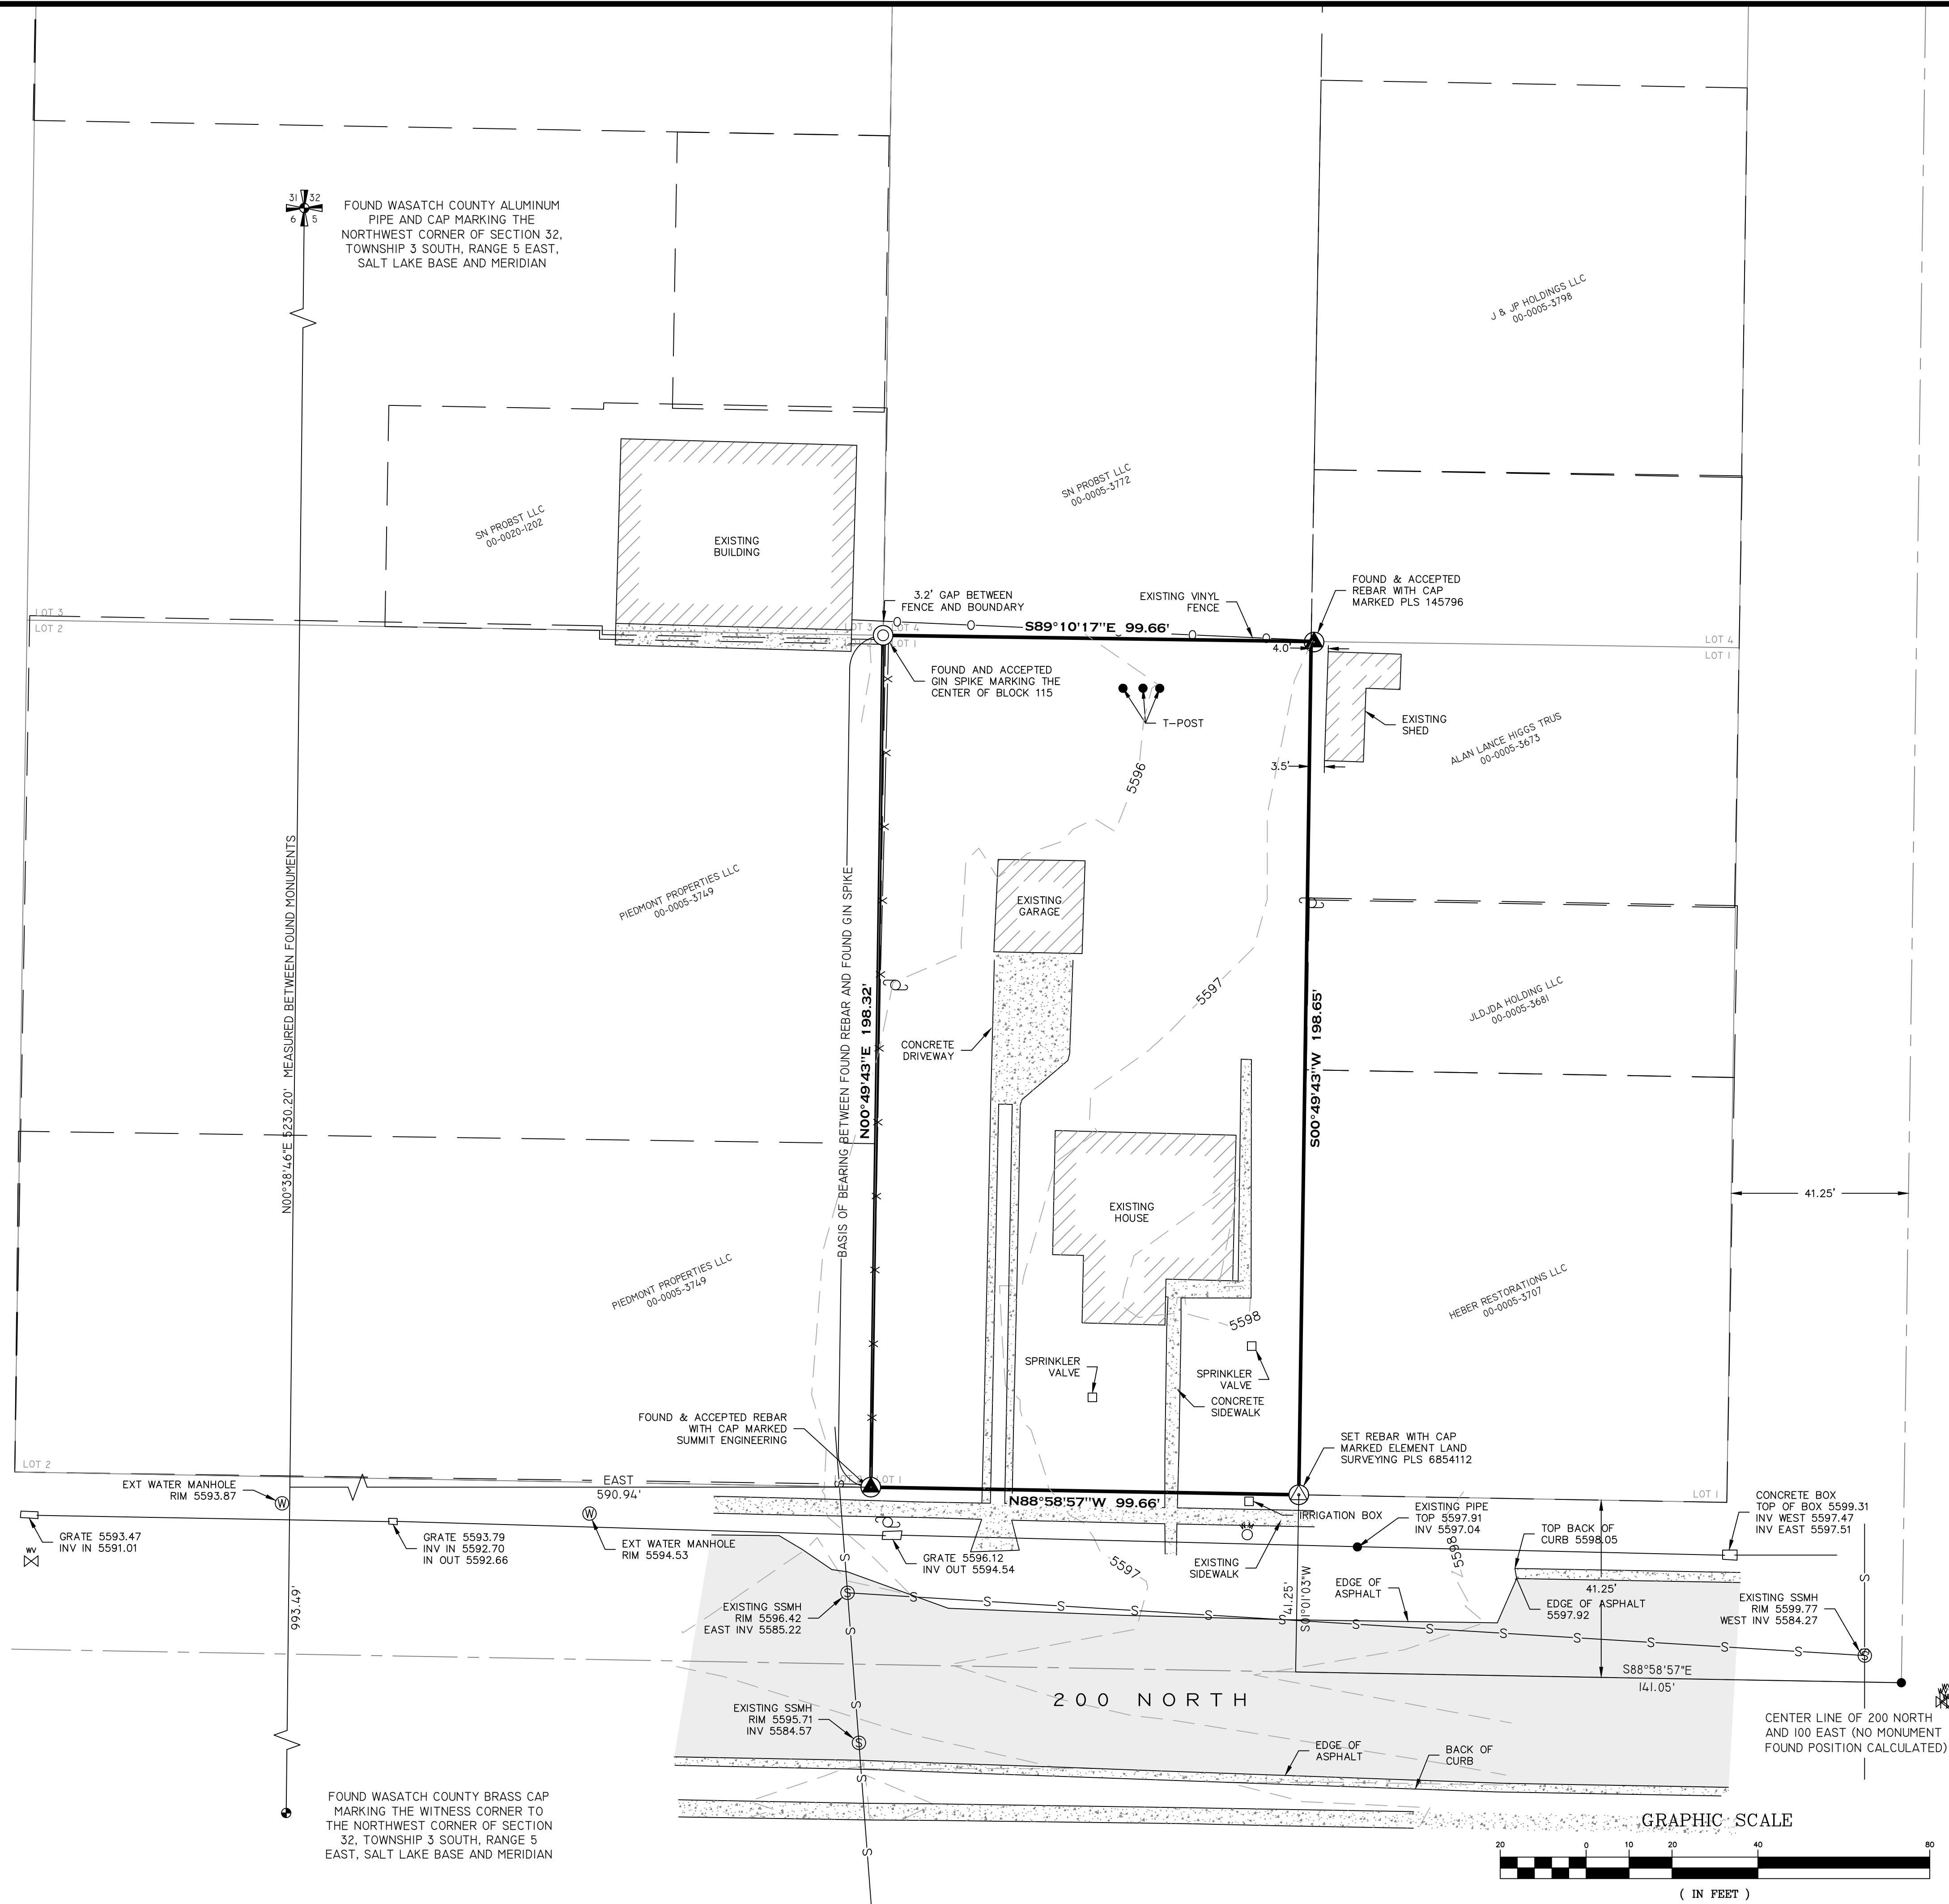 31 32
6 5
FOUND WASATCH COUNTY ALUMINUM
PIPE AND CAP MARKING THE
NORTHWEST CORNER OF SECTION 32,
TOWNSHIP 3 SOUTH, RANGE 5 EAST,
SALT LAKE BASE AND MERIDIAN
J & JP HOLDINGS LLC
00-0005-3798
SN PROBST LLC
00-0005-3772
SN PROBST LLC
00-0020-1202
EXISTING
BUILDING
3.2' GAP BETWEEN
FENCE AND BOUNDARY
EXISTING VINYL
FENCE
FOUND & ACCEPTED
REBAR WITH CAP
MARKED PLS 145796
LOT 3
LOT 2
LOT 3
LOT 4
LOT 1
S89°10'17"E 99.66'
LOT 4
LOT 1
4.0'
FOUND AND ACCEPTED
GIN SPIKE MARKING THE
CENTER OF BLOCK 115
T-POST
EXISTING
SHED
ALAN LANCE HIGGS TRUS
00-0005-3673
3.5'
5596
PIEDMONT PROPERTIES LLC
00-0005-3749
EXISTING
GARAGE
N00°38'46"E 5230.20' MEASURED BETWEEN FOUND MONUMENTS
BASIS OF BEARING BETWEEN FOUND REBAR AND FOUND GIN SPIKE
N00°49'43"E 198.32'
5597
S00°49'43"W 198.65'
JLDJDA HOLDING LLC
00-0005-3681
CONCRETE
DRIVEWAY
EXISTING
HOUSE
41.25'
PIEDMONT PROPERTIES LLC
00-0005-3749
HEBER RESTORATIONS LLC
00-0005-3707
5598
SPRINKLER
VALVE
SPRINKLER
VALVE
CONCRETE
SIDEWALK
FOUND & ACCEPTED REBAR
WITH CAP MARKED
SUMMIT ENGINEERING
SET REBAR WITH CAP
MARKED ELEMENT LAND
SURVEYING PLS 6854112
LOT 2
LOT 1
LOT 1
EAST
590.94'
N88°58'57"W 99.66'
EXT WATER MANHOLE
RIM 5593.87
W
W
GRATE 5593.47
INV IN 5591.01
WV
GRATE 5593.79
INV IN 5592.70
IN OUT 5592.66
EXT WATER MANHOLE
RIM 5594.53
GRATE 5596.12
INV OUT 5594.54
IRRIGATION BOX
EXISTING
SIDEWALK
EXISTING PIPE
TOP 5597.91
INV 5597.04
TOP BACK OF
CURB 5598.05
CONCRETE BOX
TOP OF BOX 5599.31
INV WEST 5597.47
INV EAST 5597.51
5597
5598
EXISTING SSMH
RIM 5596.42
EAST INV 5585.22
S
41.25'
S01°01'03"W
EDGE OF
ASPHALT
41.25'
EDGE OF ASPHALT
5597.92
EXISTING SSMH
RIM 5599.77
WEST INV 5584.27
S
993.49'
S88°58'57"E
141.05'
200 NORTH
EXISTING SSMH
RIM 5595.71
INV 5584.57
S
CENTER LINE OF 200 NORTH
AND 100 EAST (NO MONUMENT
FOUND POSITION CALCULATED)
EDGE OF
ASPHALT
BACK OF
CURB
FOUND WASATCH COUNTY BRASS CAP
MARKING THE WITNESS CORNER TO
THE NORTHWEST CORNER OF SECTION
32, TOWNSHIP 3 SOUTH, RANGE 5
EAST, SALT LAKE BASE AND MERIDIAN
GRAPHIC SCALE
20 0 10 20 40 80
( IN FEET )